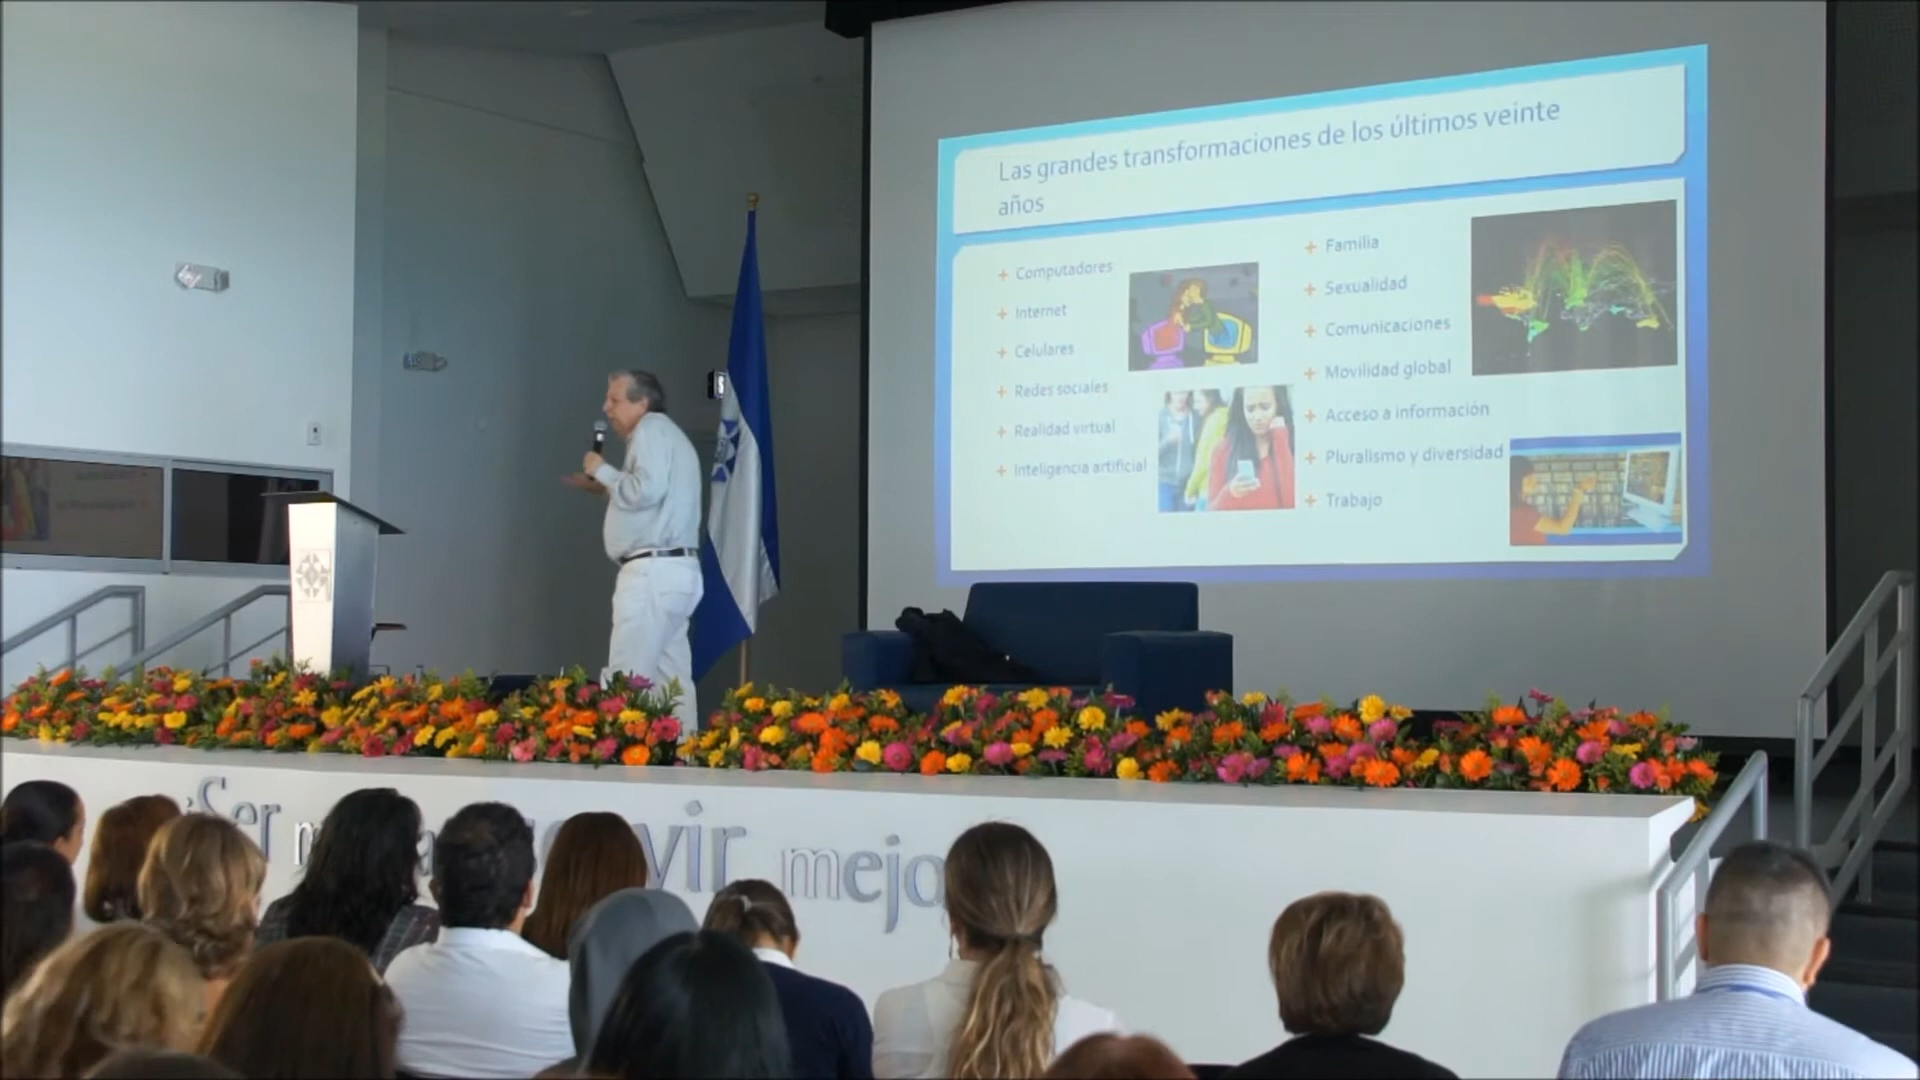 Las grandes transformaciones de los últimos veinte
años
+ Computadores
+ Internet
+ Celulares
+ Redes sociales
+ Realidad virtual
+ Inteligencia artificial
+ Familia
+ Sexualidad
+ Comunicaciones
+ Movilidad global
+ Acceso a información
+ Pluralismo y diversidad
+ Trabajo
Ser
vir mejo